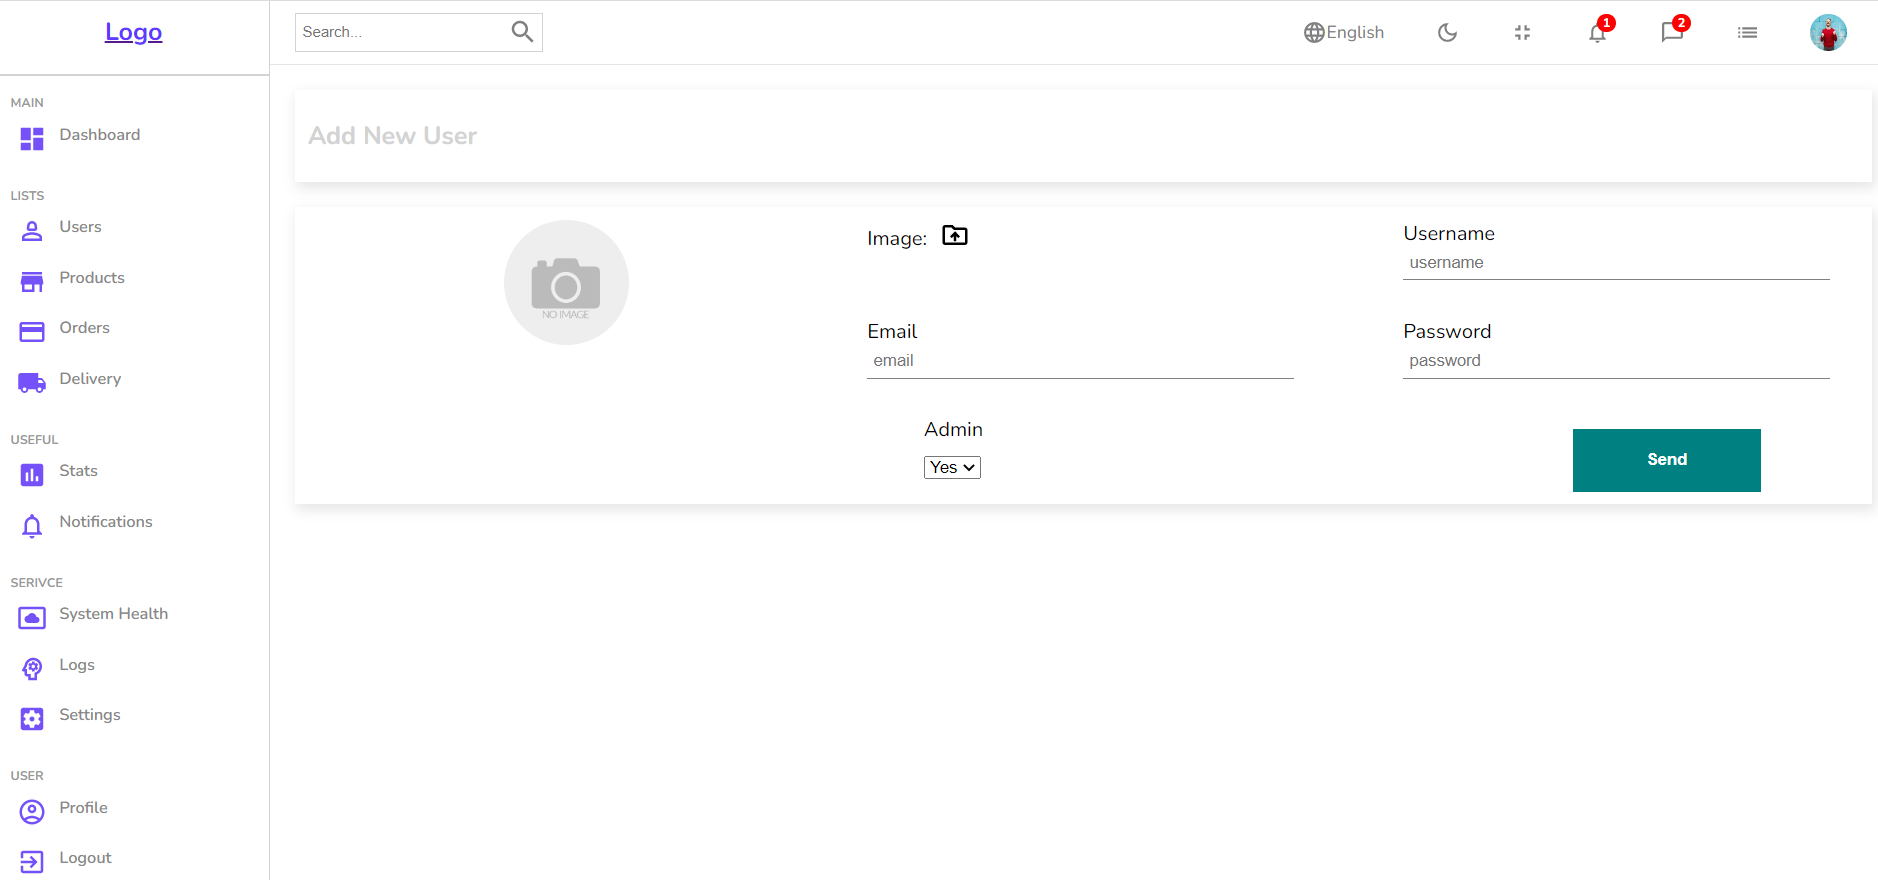 Logo
Search...
English
1
2
MAIN
Dashboard
LISTS
Users
Products
Orders
Delivery
USEFUL
Stats
Notifications
SERIVCE
System Health
Logs
Settings
USER
Profile
Logout
Add New User
NO IMAGE
Image:
Username
username
Email
email
Password
password
Admin
Yes
Send